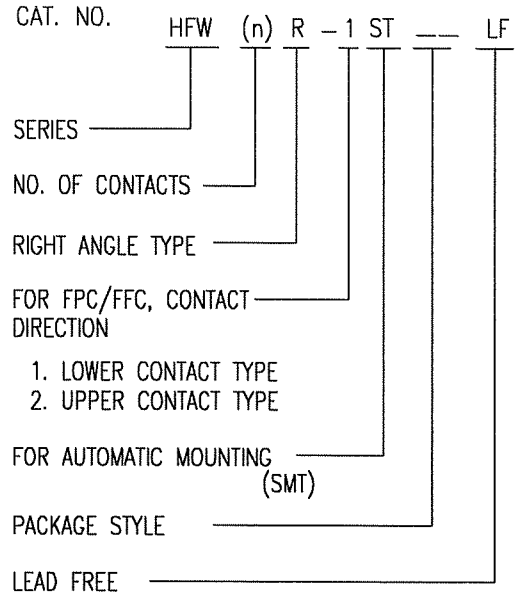 CAT. NO.
HFW (n) R - 1 ST __ LF
SERIES
NO. OF CONTACTS
RIGHT ANGLE TYPE
FOR FPC/FFC, CONTACT
DIRECTION
1. LOWER CONTACT TYPE
2. UPPER CONTACT TYPE
FOR AUTOMATIC MOUNTING
(SMT)
PACKAGE STYLE
LEAD FREE